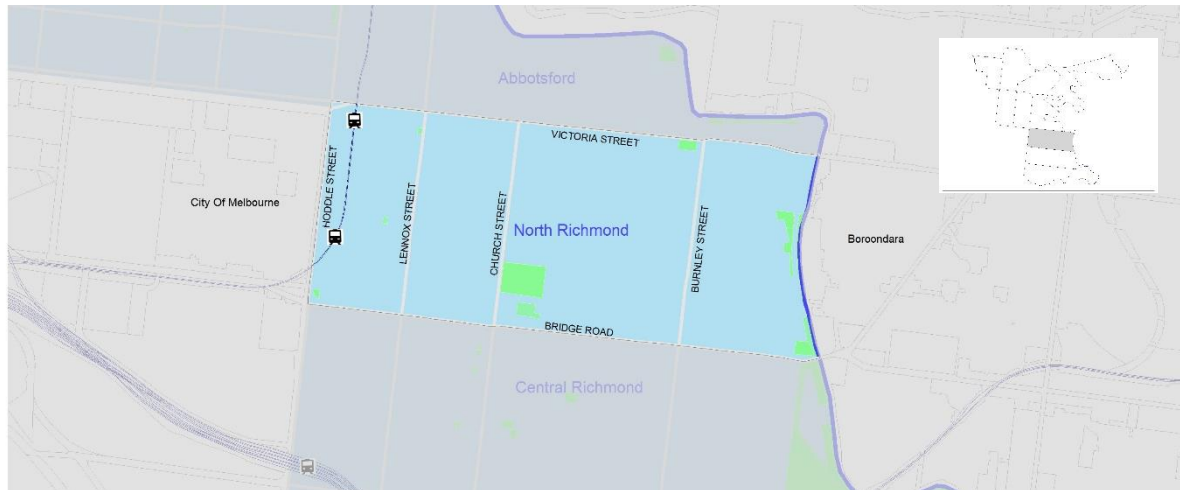 Abbotsford
VICTORIA STREET
HODDLE STREET
City Of Melbourne
LENNOX STREET
CHURCH STREET
North Richmond
BURNLEY STREET
Boroondara
BRIDGE ROAD
Central Richmond